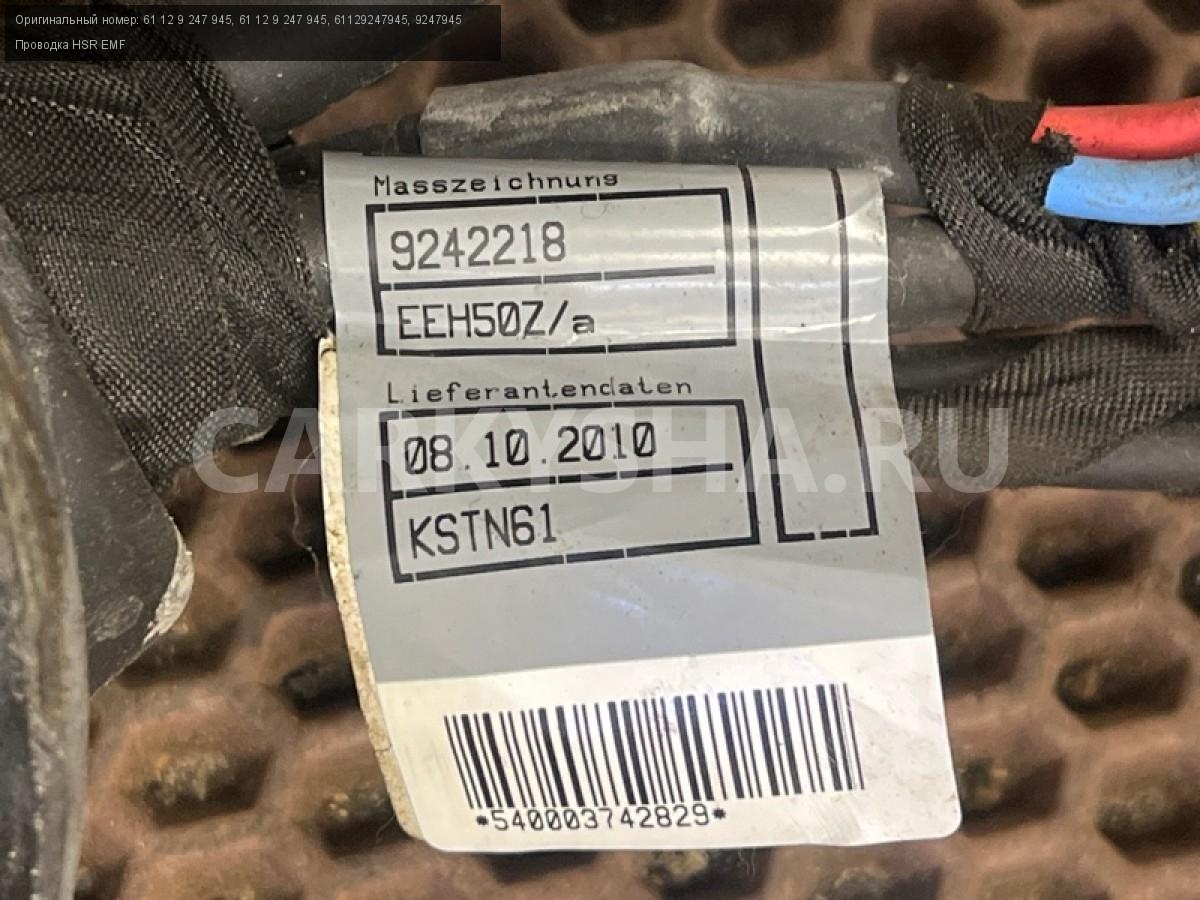 Оригинальный номер: 61 12 9 247 945, 61 12 9 247 945, 61129247945, 9247945
Проводка HSR EMF
Masszeichnung
9242218
EEH50Z/a
Lieferantendaten
08.10.2010
KSTN61
CARKYSHA.RU
*540003742829*